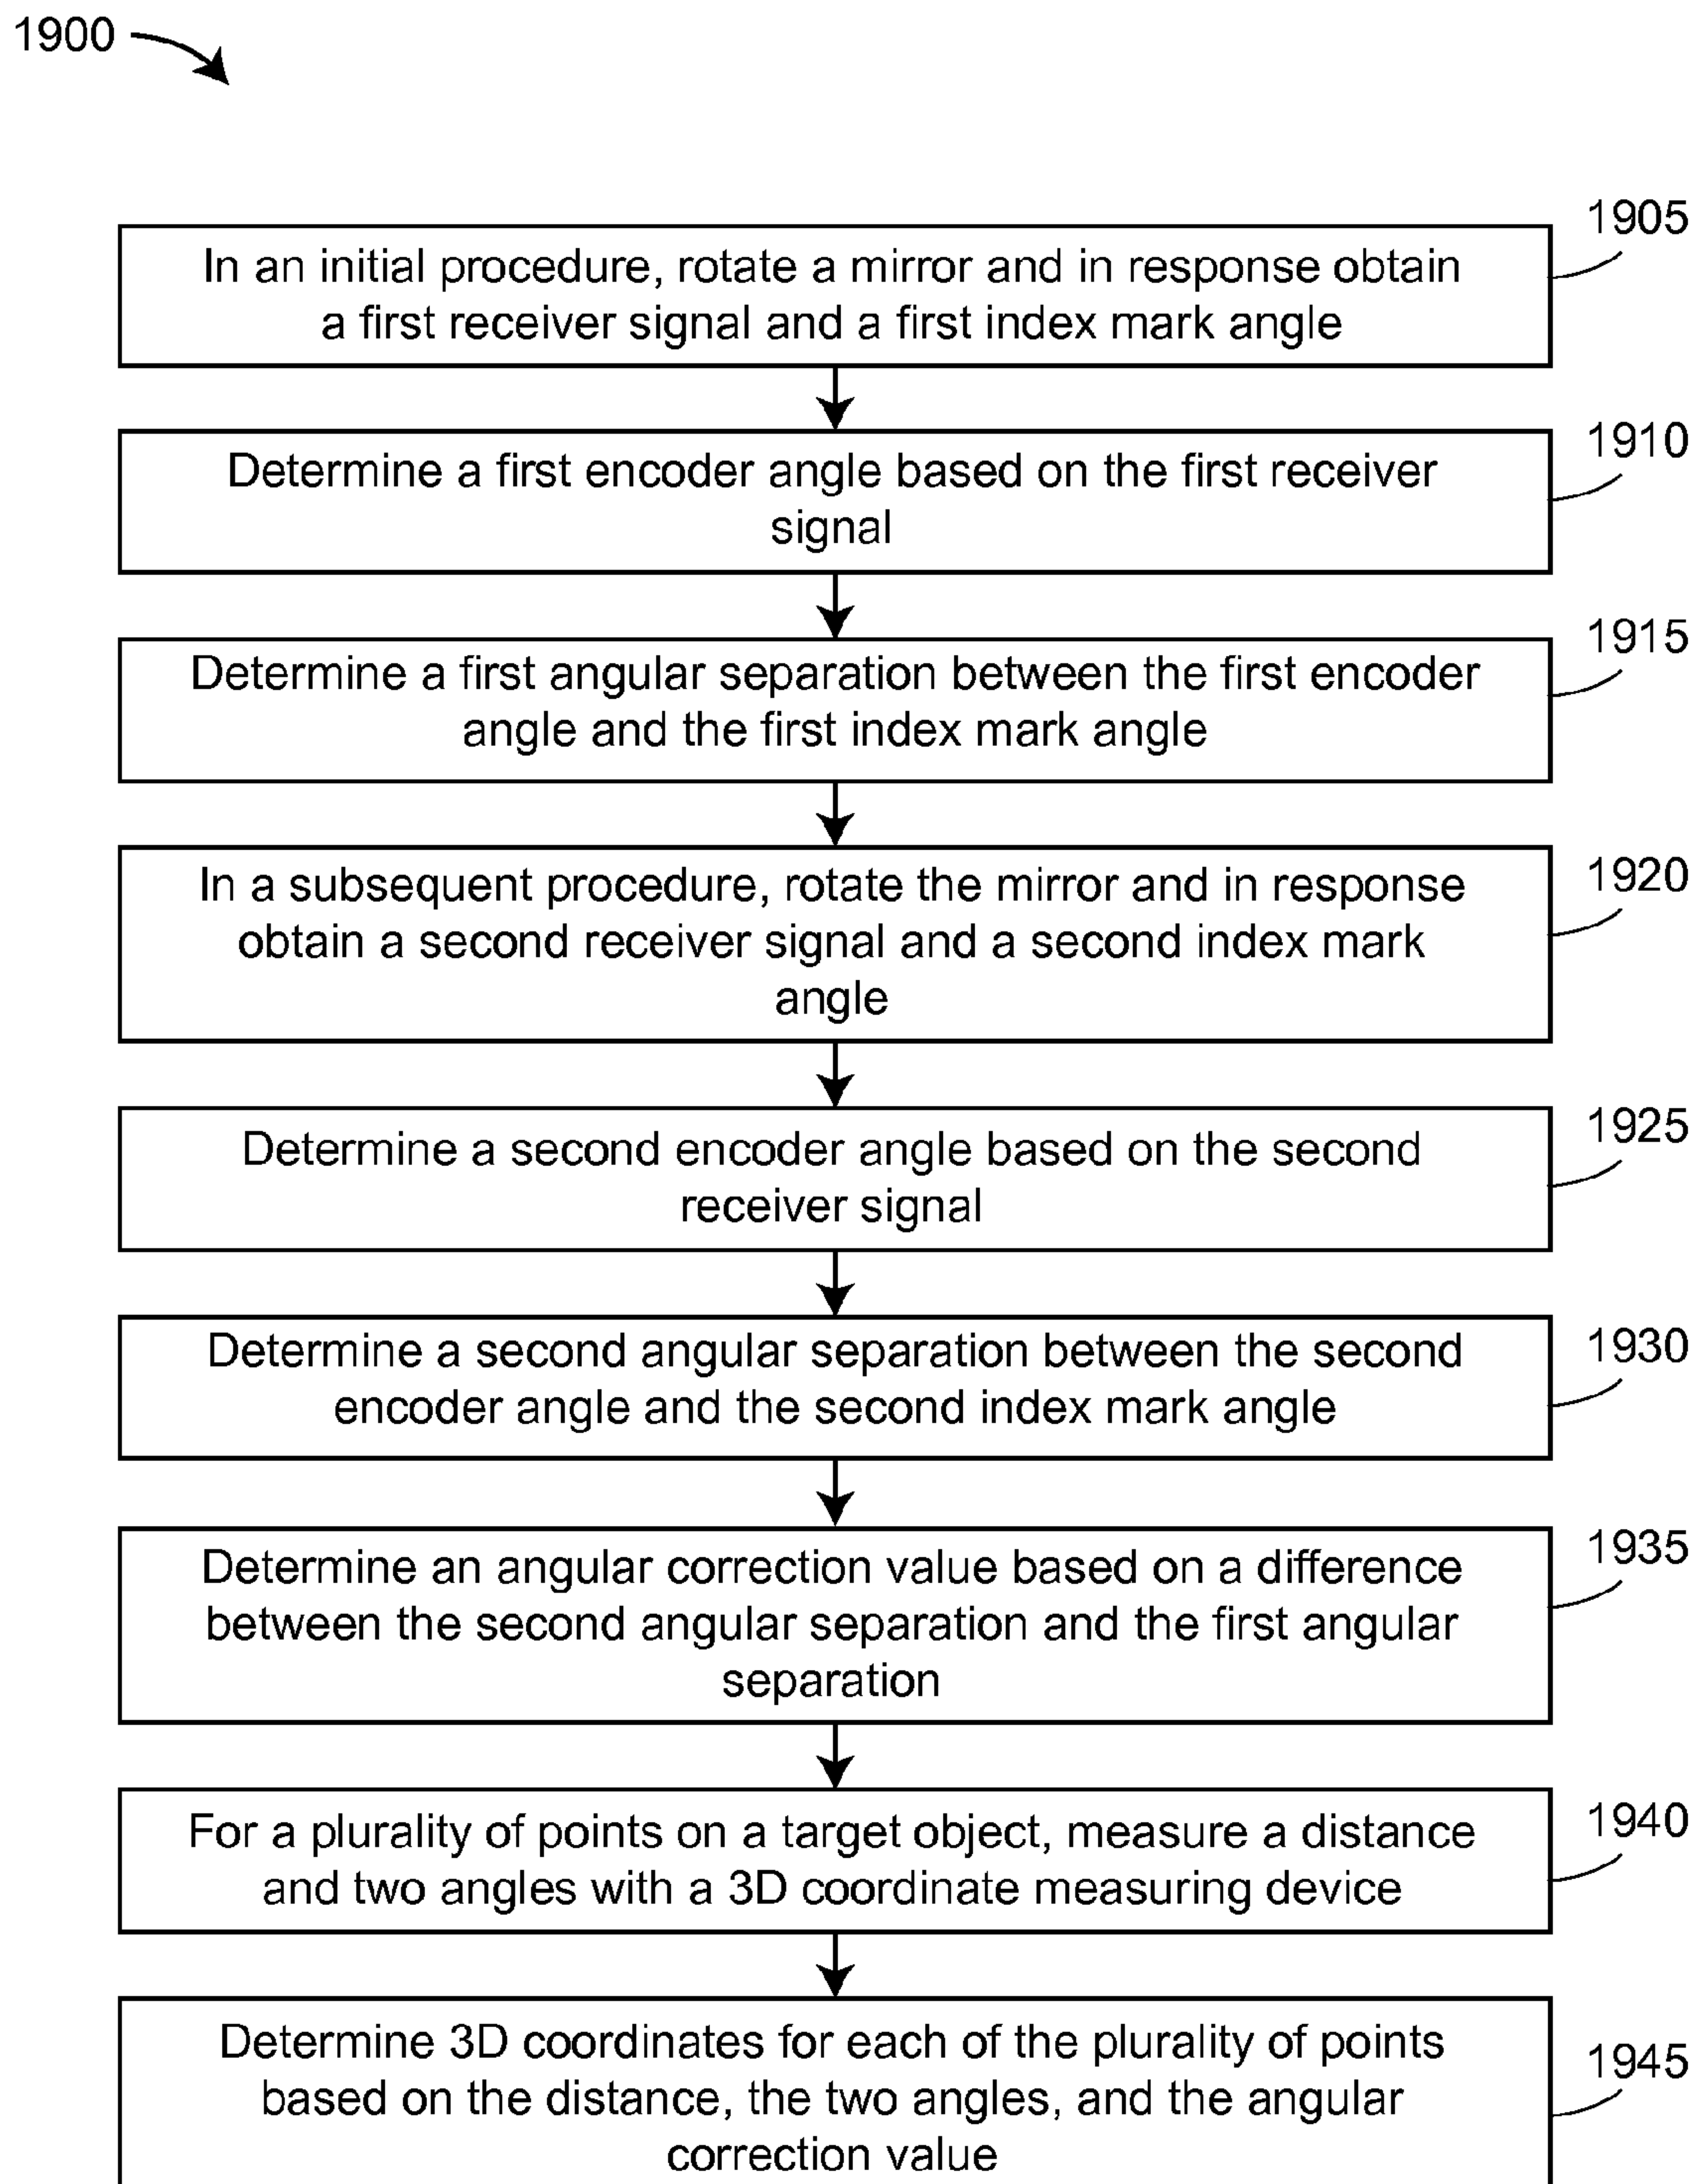 1900
1905
In an initial procedure, rotate a mirror and in response obtain
a first receiver signal and a first index mark angle
1910
Determine a first encoder angle based on the first receiver
signal
1915
Determine a first angular separation between the first encoder
angle and the first index mark angle
1920
In a subsequent procedure, rotate the mirror and in response
obtain a second receiver signal and a second index mark
angle
1925
Determine a second encoder angle based on the second
receiver signal
1930
Determine a second angular separation between the second
encoder angle and the second index mark angle
1935
Determine an angular correction value based on a difference
between the second angular separation and the first angular
separation
1940
For a plurality of points on a target object, measure a distance
and two angles with a 3D coordinate measuring device
1945
Determine 3D coordinates for each of the plurality of points
based on the distance, the two angles, and the angular
correction value